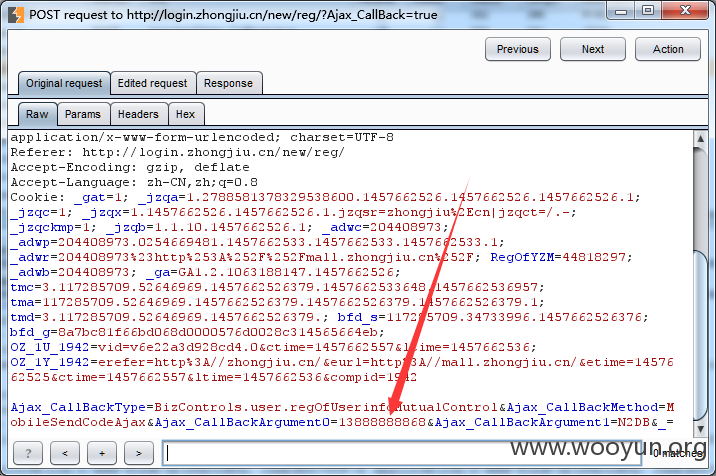 POST request to http://login.zhongjiu.cn/new/reg/?Ajax_CallBack=true
Previous Next Action
Original request Edited request Response
Raw Params Headers Hex
application/x-www-form-urlencoded; charset=UTF-8
Referer: http://login.zhongjiu.cn/new/reg/
Accept-Encoding: gzip, deflate
Accept-Language: zh-CN,zh;q=0.8
Cookie: _gat=1; _jzqa=1.2788581378329538600.1457662526.1457662526.1457662526.1;
_jzqc=1; _jzqx=1.1457662526.1457662526.1.jzqsr=zhongjiu%2Ecn|jzqct=/.-;
_jzqckmp=1; _jzqb=1.1.10.1457662526.1; _adwc=204408973;
_adwp=204408973.0254669481.1457662533.1457662533.1457662533.1;
_adwr=204408973%23http%253A%252F%252Fmall.zhongjiu.cn%252F; RegOfYZM=44818297;
_adwb=204408973; _ga=GA1.2.1063188147.1457662526;
tmc=3.117285709.52646969.1457662526379.1457662533648.1457662536957;
tma=117285709.52646969.1457662526379.1457662526379.1457662526379.1;
tmd=3.117285709.52646969.1457662526379.; bfd_s=117285709.34733996.1457662526376;
bfd_g=8a7bc81f66bd068d0000576d0028c314565664eb;
OZ_1U_1942=vid=v6e22a3d928cd4.0&ctime=1457662557&ltime=1457662536;
OZ_1Y_1942=erefer=http%3A//zhongjiu.cn/&eurl=http%3A//mall.zhongjiu.cn/&etime=14576
62525&ctime=1457662557&ltime=1457662536&compid=1942
Ajax_CallBackType=BizControls.user.regOfUserinfoMutualControl&Ajax_CallBackMethod=M
obileSendCodeAjax&Ajax_CallBackArgument0=13888888868&Ajax_CallBackArgument1=N2DB&_=
? < + > 0 matches
www.wooyun.org